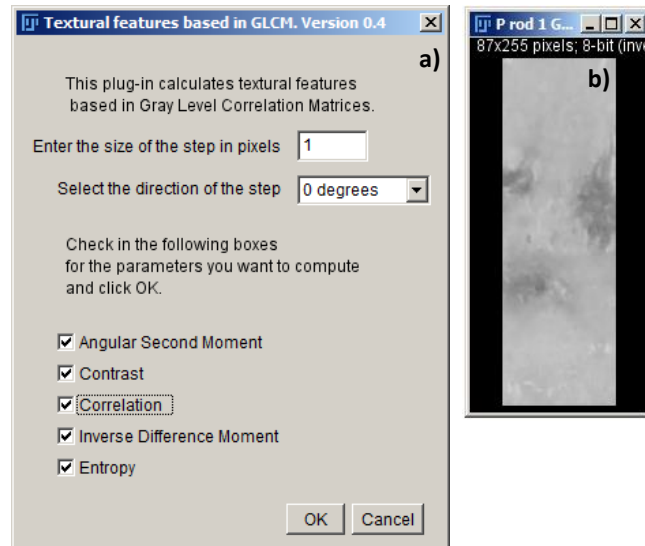 Textural features based in GLCM. Version 0.4
a)
This plug-in calculates textural features
based in Gray Level Correlation Matrices.
Enter the size of the step in pixels 1
Select the direction of the step 0 degrees
Check in the following boxes
for the parameters you want to compute
and click OK.
Angular Second Moment
Contrast
Correlation
Inverse Difference Moment
Entropy
OK Cancel
P rod 1 G...
87x255 pixels; 8-bit (inve
b)